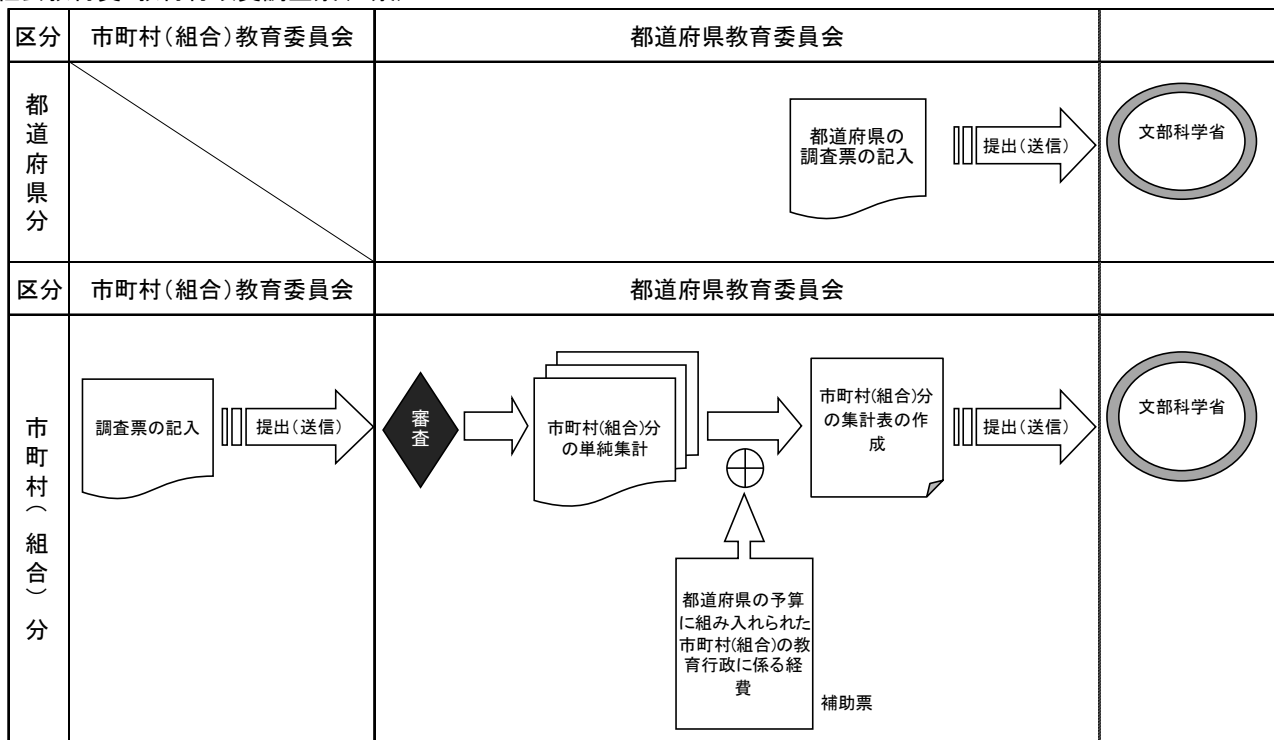 区分
市町村(組合)教育委員会
都道府県教育委員会
都道府県分
都道府県の
調査票の記入
提出(送信)
文部科学省
区分
市町村(組合)教育委員会
都道府県教育委員会
市町村(組合)分
調査票の記入
提出(送信)
審査
市町村(組合)分
の単純集計
市町村(組合)分
の集計表の作
成
提出(送信)
文部科学省
都道府県の予算
に組み入れられた
市町村(組合)の教
育行政に係る経
費
補助票